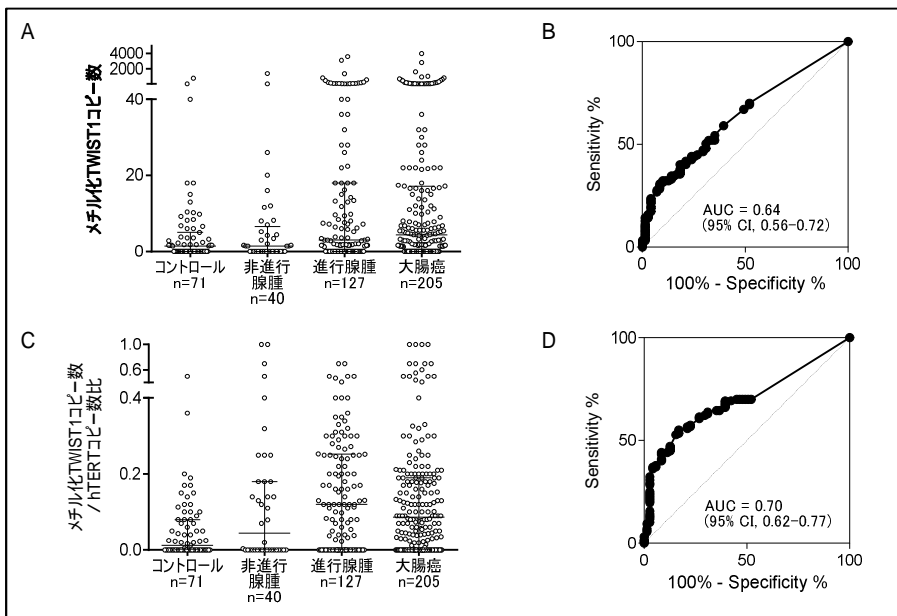 A
メチル化TWIST1コピー数
4000
2000
40
20
0
コントロール
n=71
非進行
腺腫
n=40
進行腺腫
n=127
大腸癌
n=205
B
Sensitivity %
100
50
0
0
50
100
AUC = 0.64
(95% CI, 0.56-0.72)
100% - Specificity %
C
メチル化TWIST1コピー数
/ hTERTコピー数比
1.0
0.6
0.4
0.2
0.0
コントロール
n=71
非進行
腺腫
n=40
進行腺腫
n=127
大腸癌
n=205
D
Sensitivity %
100
50
0
0
50
100
AUC = 0.70
(95% CI, 0.62-0.77)
100% - Specificity %